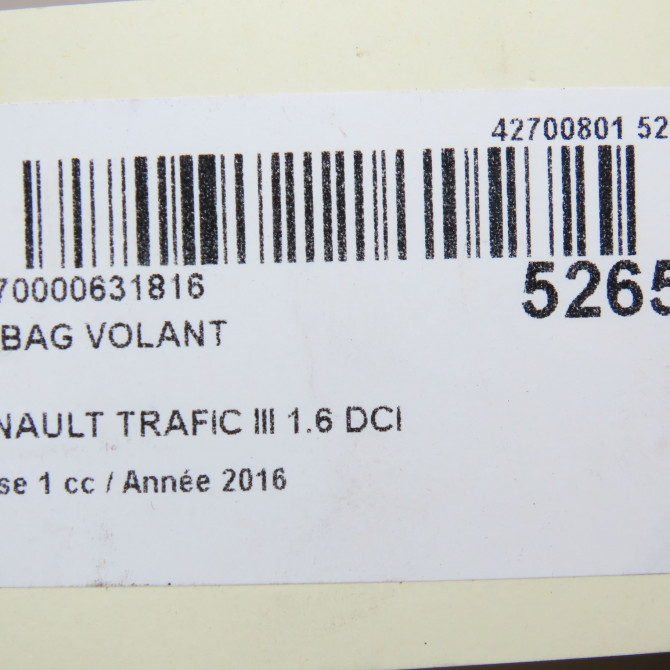 42700801 52
70000631816
5265
BAG VOLANT
NAULT TRAFIC III 1.6 DCI
se 1 cc / Année 2016